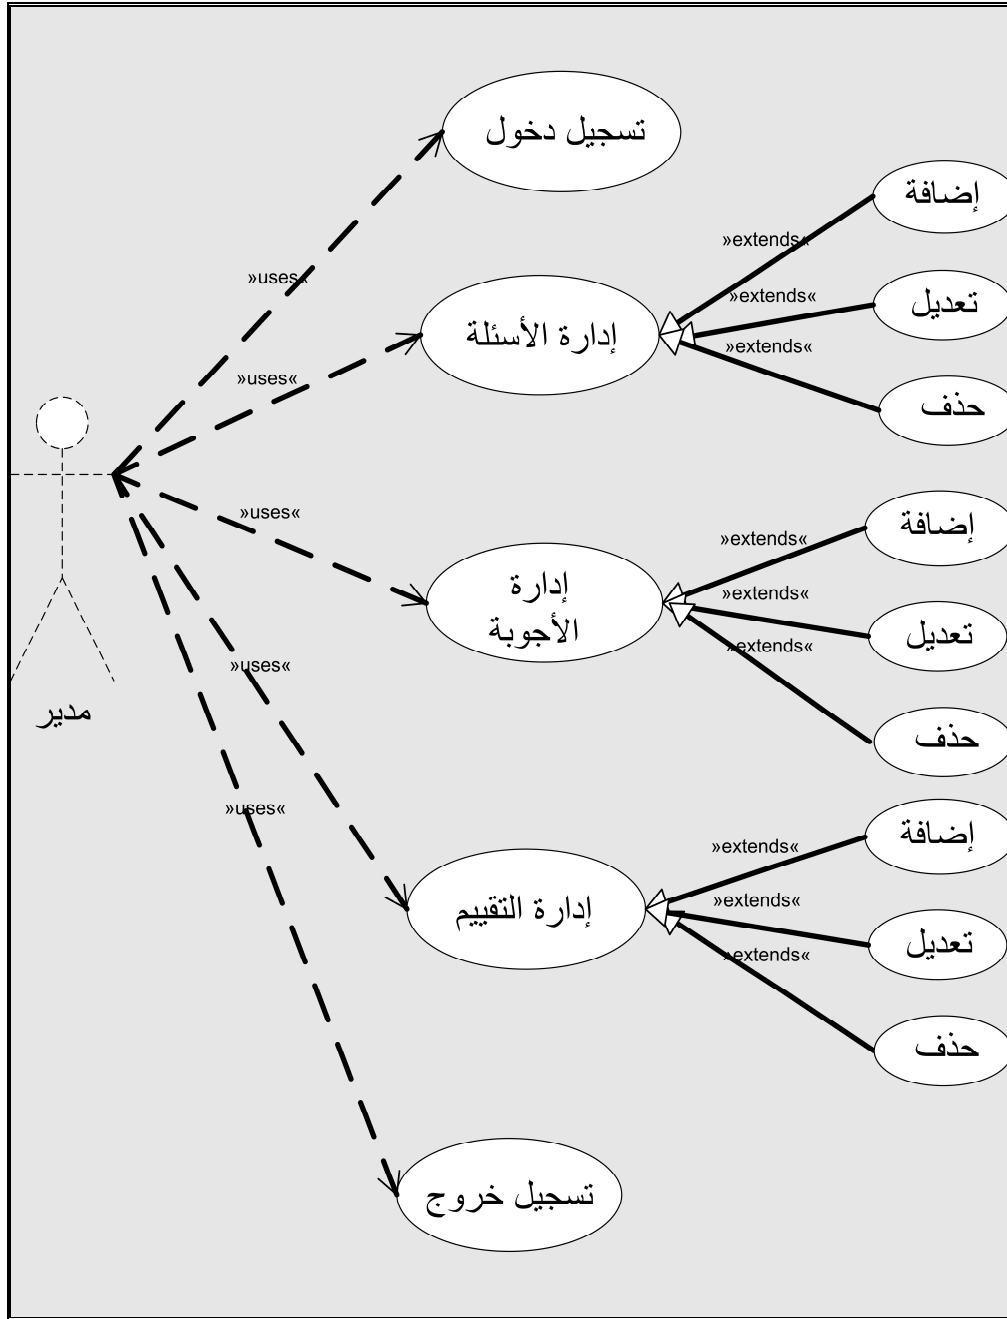 تسجيل دخول
إضافة
»extends«
»uses«
تعديل
»extends«
إدارة الأسئلة
»extends«
»uses«
حذف
»uses«
إضافة
»extends«
إدارة
الأجوبة
»extends«
تعديل
»extends«
»uses«
مدير
حذف
»uses«
إضافة
»extends«
»extends«
إدارة التقييم
تعديل
»extends«
حذف
تسجيل خروج